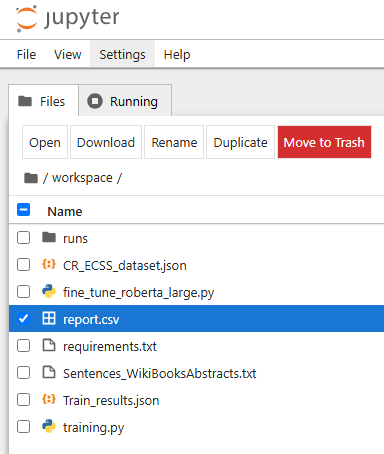 jupyter
File View Settings Help
Files Running
Open Download Rename Duplicate Move to Trash
/ workspace /
Name
runs
CR_ECSS_dataset.json
fine_tune_roberta_large.py
report.csv
requirements.txt
Sentences_WikiBooksAbstracts.txt
Train_results.json
training.py